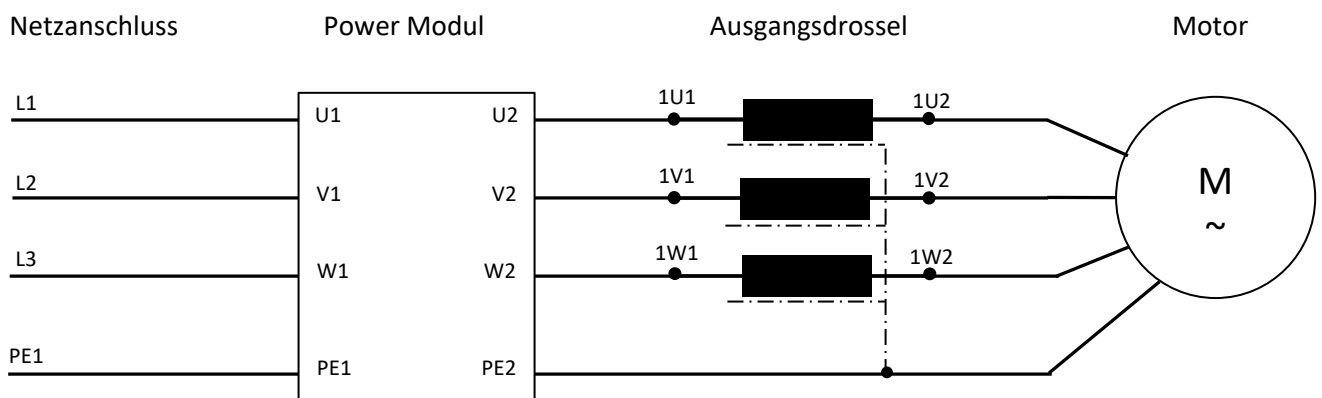 Netzanschluss Power Modul Ausgangsdrossel Motor
L1 U1 U2 1U1 1U2
L2 V1 V2 1V1 1V2 M
~
L3 W1 W2 1W1 1W2
PE1 PE1 PE2